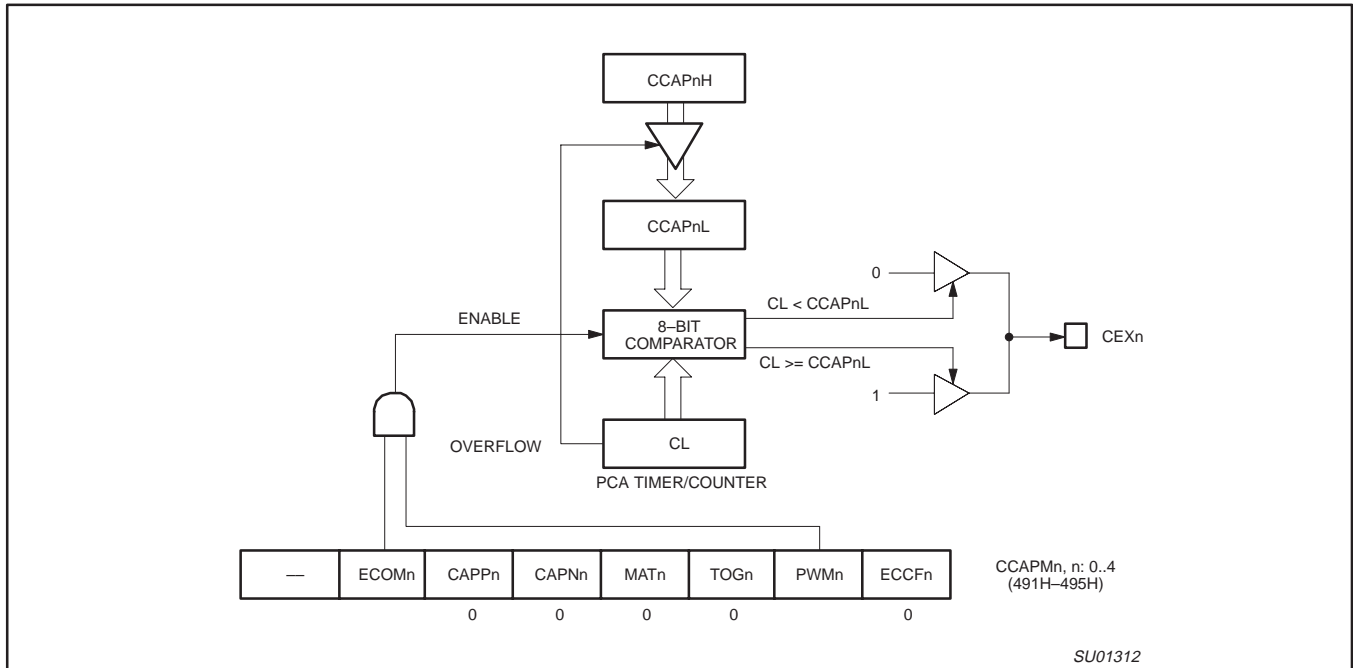 CCAPnH
CCAPnL
0
CL < CCAPnL
ENABLE
8–BIT
COMPARATOR
CEXn
CL >= CCAPnL
1
OVERFLOW
CL
PCA TIMER/COUNTER
— ECOMn CAPPn CAPNn MATn TOGn PWMn ECCFn
CCAPMn, n: 0..4
(491H–495H)
0 0 0 0 0
SU01312